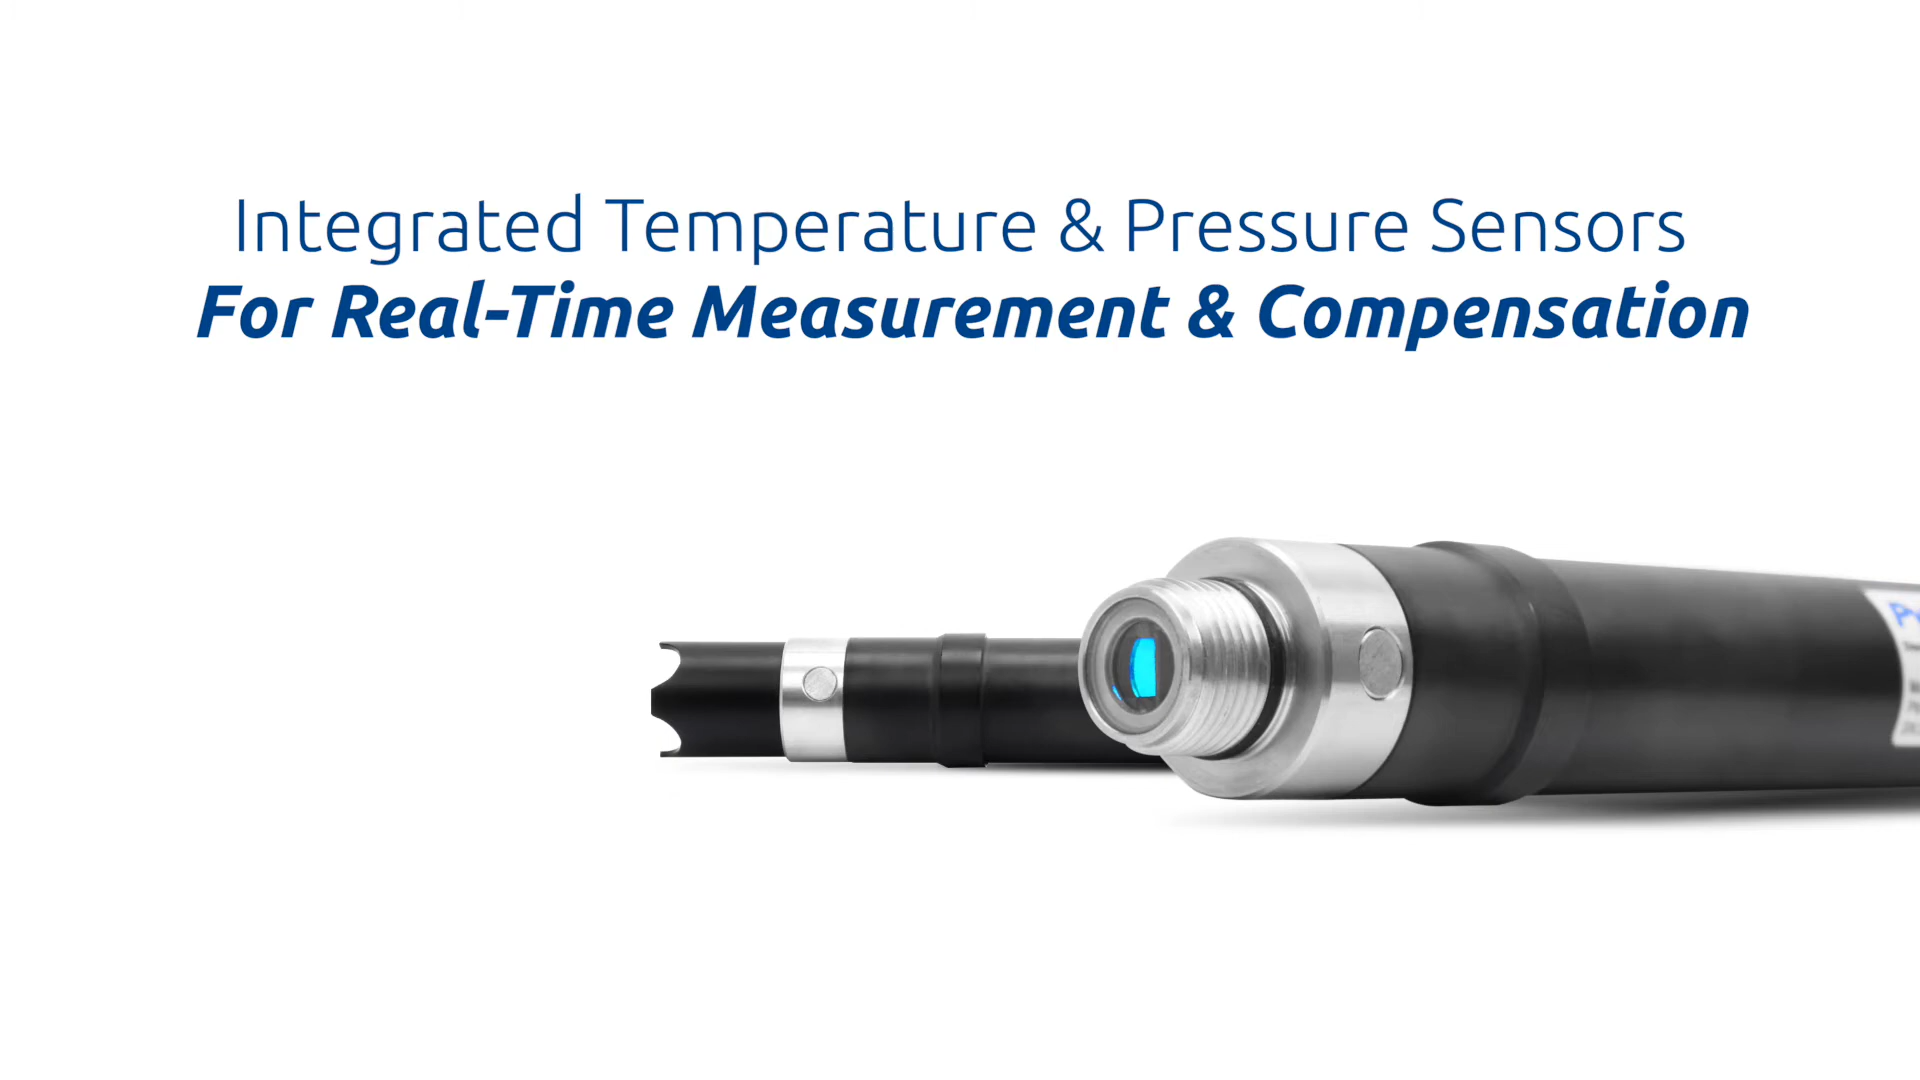 Integrated Temperature & Pressure Sensors
For Real-Time Measurement & Compensation